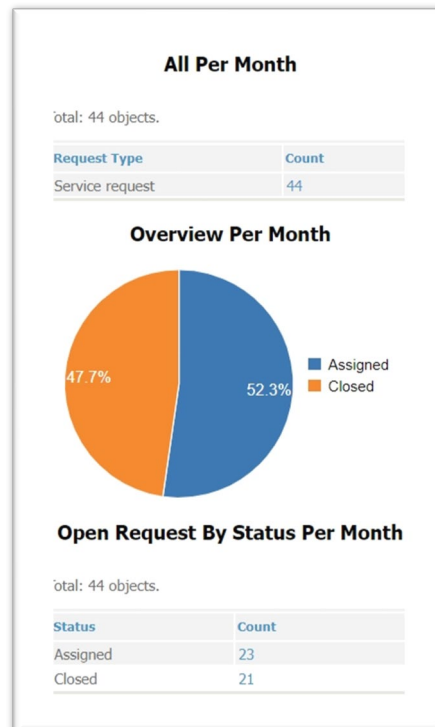 All Per Month
otal: 44 objects.
Request Type Count
Service request 44
Overview Per Month
47.7%
52.3%
Assigned
Closed
Open Request By Status Per Month
otal: 44 objects.
Status Count
Assigned 23
Closed 21